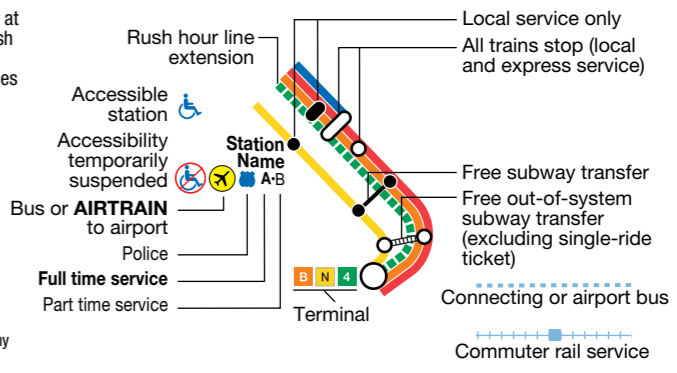 at
sh
es
ny
Rush hour line
extension
Accessible
station
Accessibility
temporarily
suspended
Station
Name
A•B
Bus or AIRTRAIN
to airport
Police
Full time service
Part time service
B N 4
Terminal
Local service only
All trains stop (local
and express service)
Free subway transfer
Free out-of-system
subway transfer
(excluding single-ride
ticket)
Connecting or airport bus
Commuter rail service